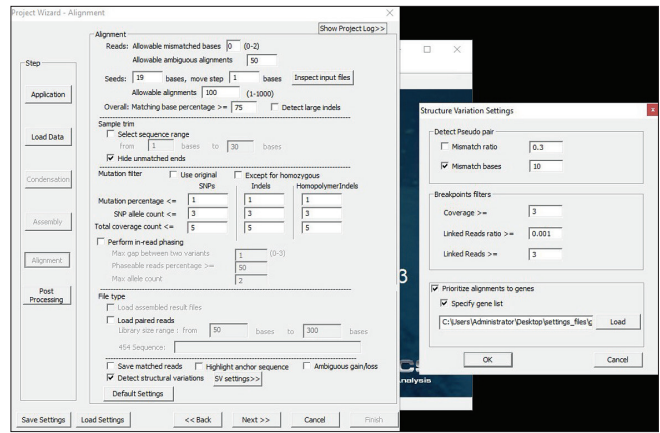 Project Wizard - Alignment
Show Project Log>>
Alignment
Reads: Allowable mismatched bases 0 (0-2)
Allowable ambiguous alignments 50
Seeds: 19 bases, move step 1 bases Inspect input files
Allowable alignments 100 (1-1000)
Overall: Matching base percentage >= 75 Detect large indels
Sample trim
Select sequence range
from 1 bases to 30 bases
Hide unmatched ends
Mutation filter Use original Except for homozygous
SNPs Indels HomopolymerIndels
Mutation percentage <= 1 1 1
SNP allele count <= 3 3 3
Total coverage count <= 5 5 5
Perform in-read phasing
Max gap between two variants 1 (0-3)
Phaseable reads percentage >= 50
Max allele count 2
File type
Load assembled result files
Load paired reads
Library size range : from 50 bases to 300 bases
454 Sequence:
Save matched reads Highlight anchor sequence Ambiguous gain/loss
Detect structural variations SV settings>>
Default Settings
Step
Application
Load Data
Condensation
Assembly
Alignment
Post Processing
Save Settings Load Settings << Back Next >> Cancel Finish
3
CS
nalysis
Structure Variation Settings
x
Detect Pseudo pair
Mismatch ratio 0.3
Mismatch bases 10
Breakpoints filters
Coverage >= 3
Linked Reads ratio >= 0.001
Linked Reads >= 3
Prioritize alignments to genes
Specify gene list
C:\Users\Administrator\Desktop\settings_files\g Load
OK Cancel